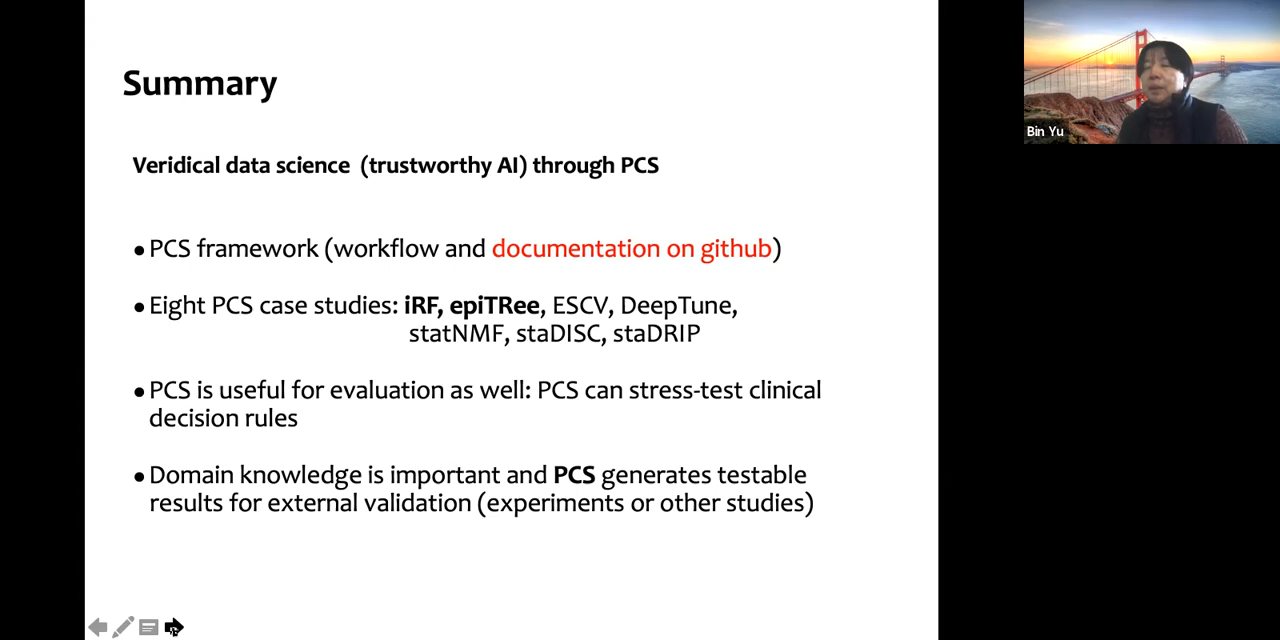 Summary
Veridical data science (trustworthy AI) through PCS
● PCS framework (workflow and documentation on github)
● Eight PCS case studies: iRF, epiTRee, ESCV, DeepTune,
statNMF, staDISC, staDRIP
● PCS is useful for evaluation as well: PCS can stress-test clinical
decision rules
● Domain knowledge is important and PCS generates testable
results for external validation (experiments or other studies)
Bin Yu